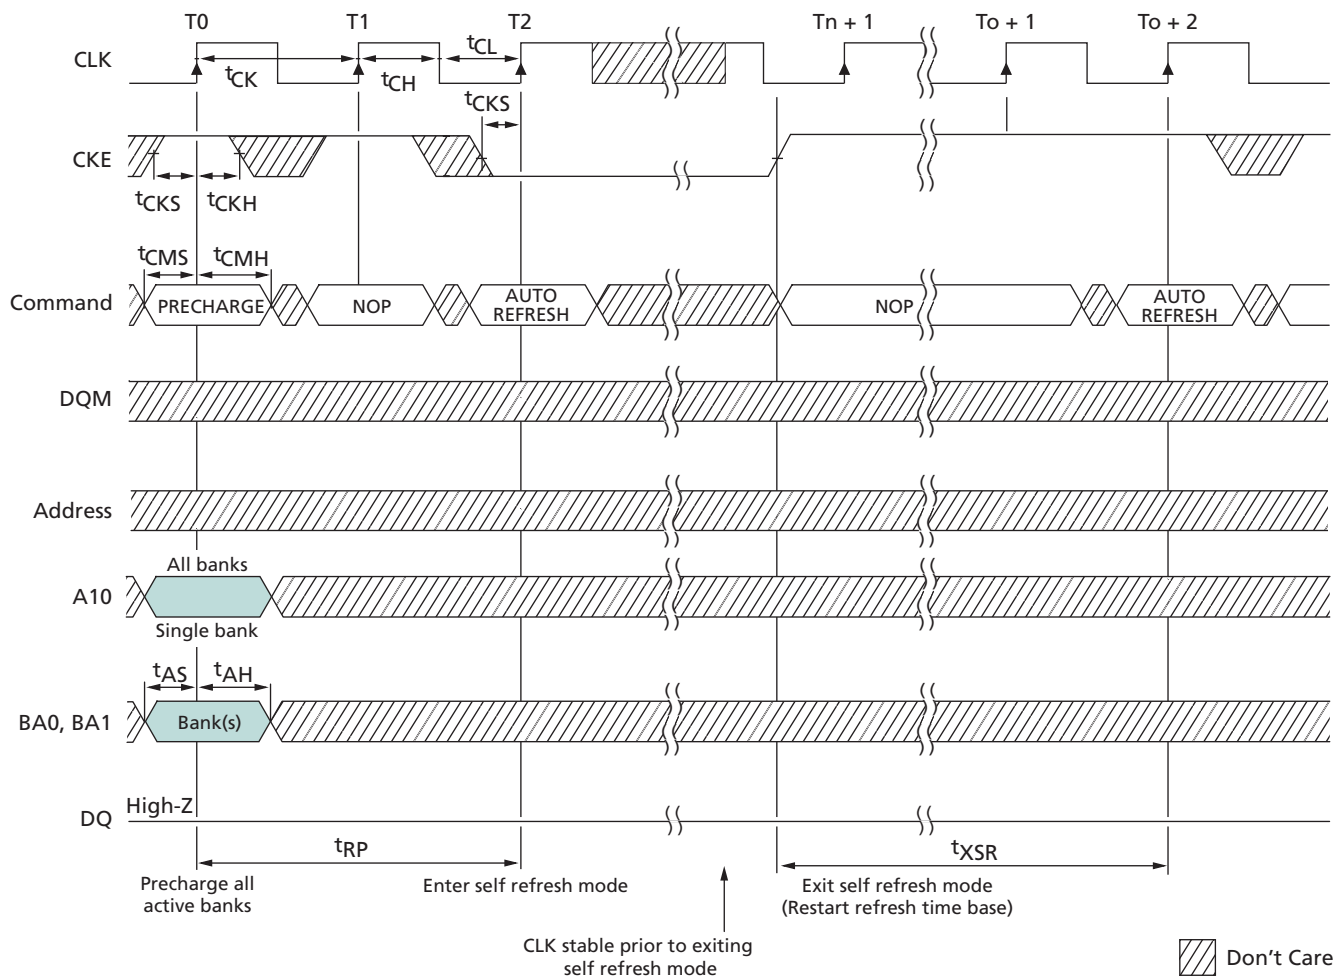 T0 T1 T2 Tn + 1 To + 1 To + 2
CLK
tCK tCH tCL
tCKS
CKE
tCKS tCKH
tCMS tCMH
Command PRECHARGE NOP AUTO REFRESH NOP AUTO REFRESH
DQM
Address
All banks
A10
Single bank
tAS tAH
BA0, BA1 Bank(s)
High-Z
DQ
tRP tXSR
Precharge all
active banks
Enter self refresh mode
Exit self refresh mode
(Restart refresh time base)
CLK stable prior to exiting
self refresh mode
Don't Care